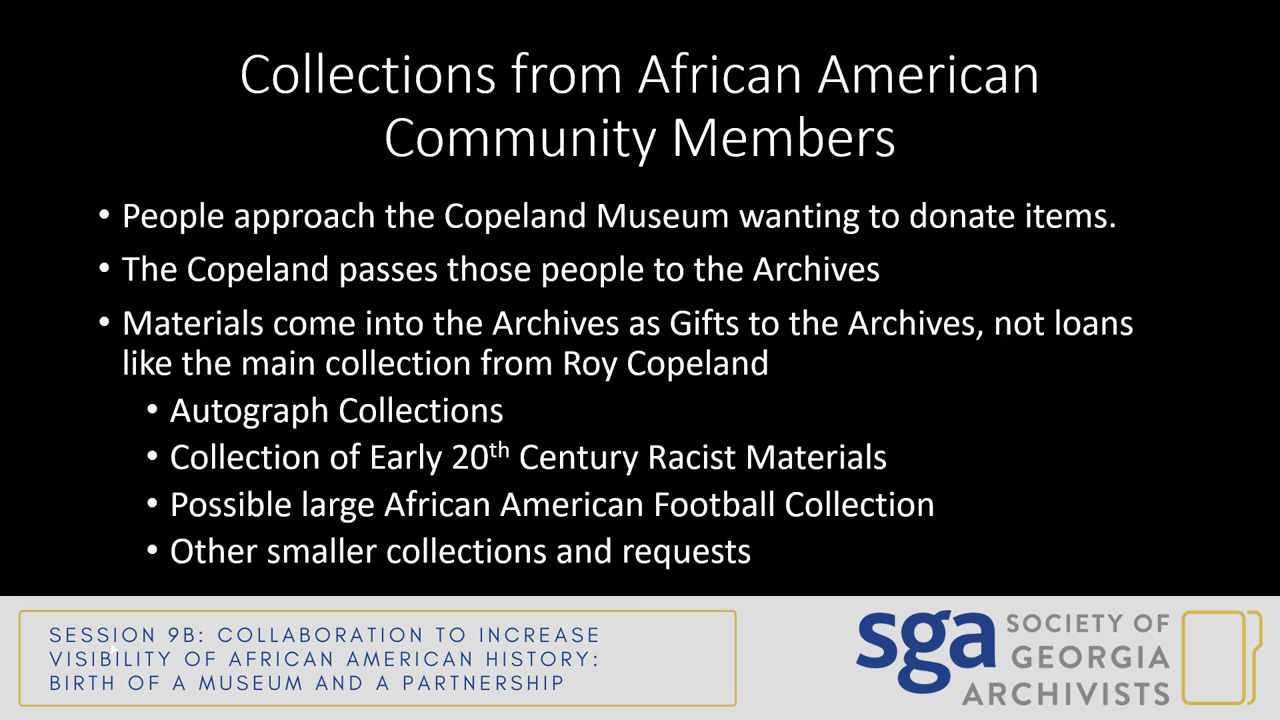 Collections from African American
Community Members
• People approach the Copeland Museum wanting to donate items.
• The Copeland passes those people to the Archives
• Materials come into the Archives as Gifts to the Archives, not loans
like the main collection from Roy Copeland
• Autograph Collections
• Collection of Early 20th Century Racist Materials
• Possible large African American Football Collection
• Other smaller collections and requests
SESSION 9B: COLLABORATION TO INCREASE
VISIBILITY OF AFRICAN AMERICAN HISTORY:
BIRTH OF A MUSEUM AND A PARTNERSHIP
sga
SOCIETY OF
GEORGIA
ARCHIVISTS